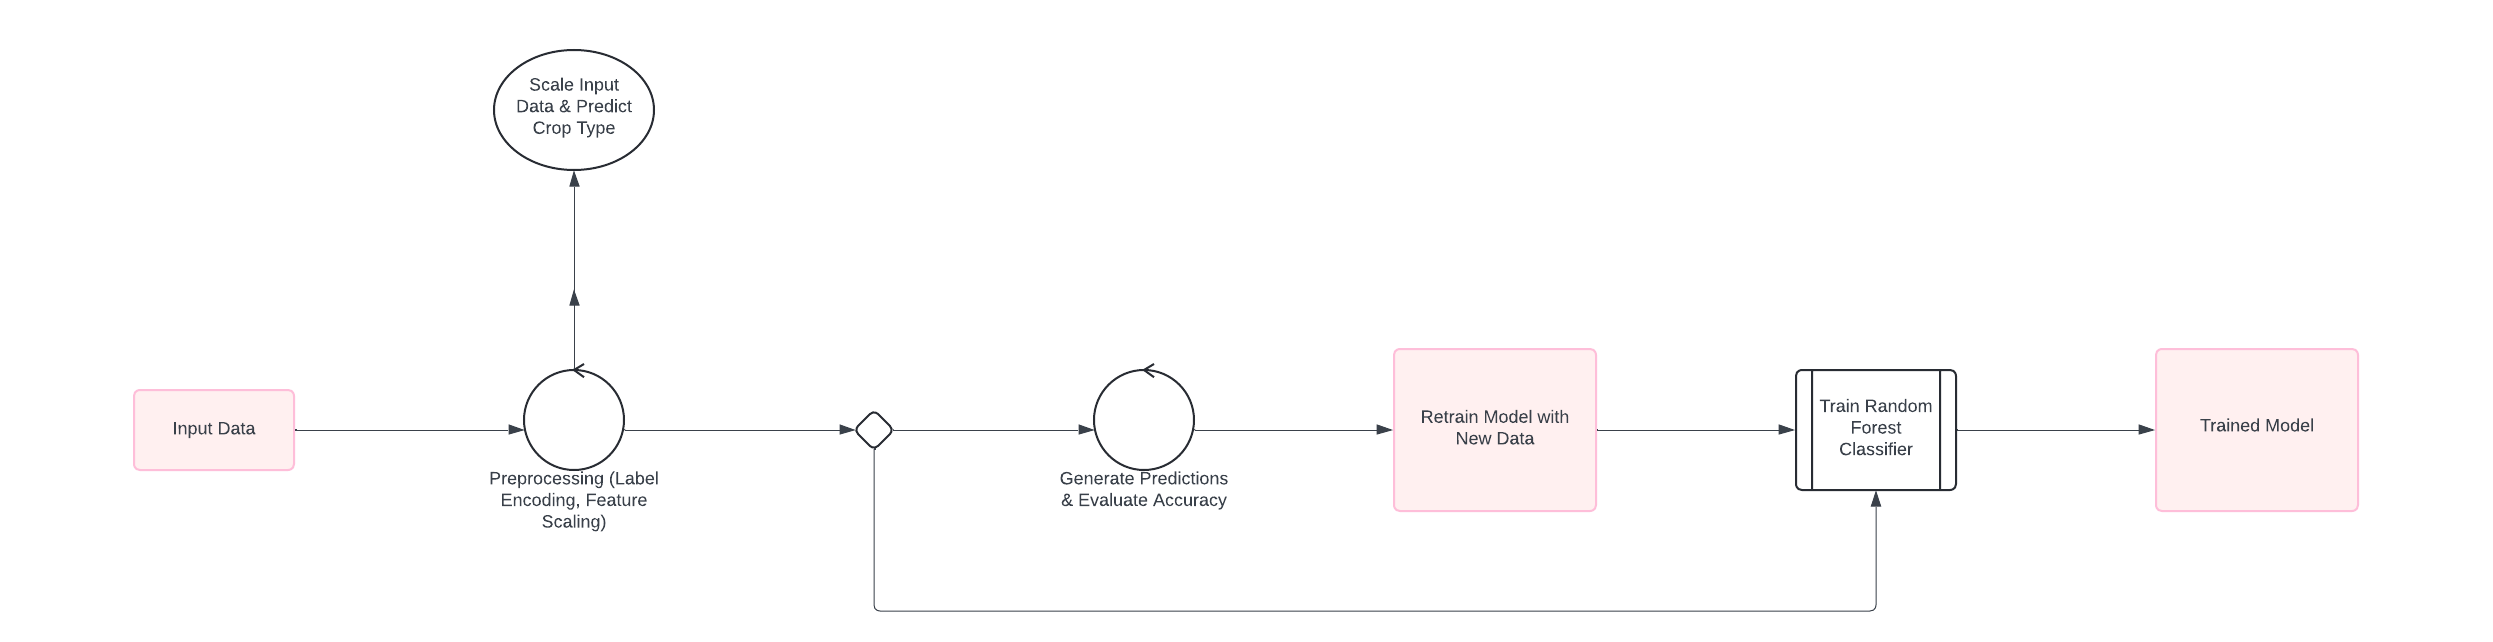 Scale Input
Data & Predict
Crop Type
Input Data
Preprocessing (Label
Encoding, Feature
Scaling)
Generate Predictions
& Evaluate Accuracy
Retrain Model with
New Data
Train Random
Forest
Classifier
Trained Model